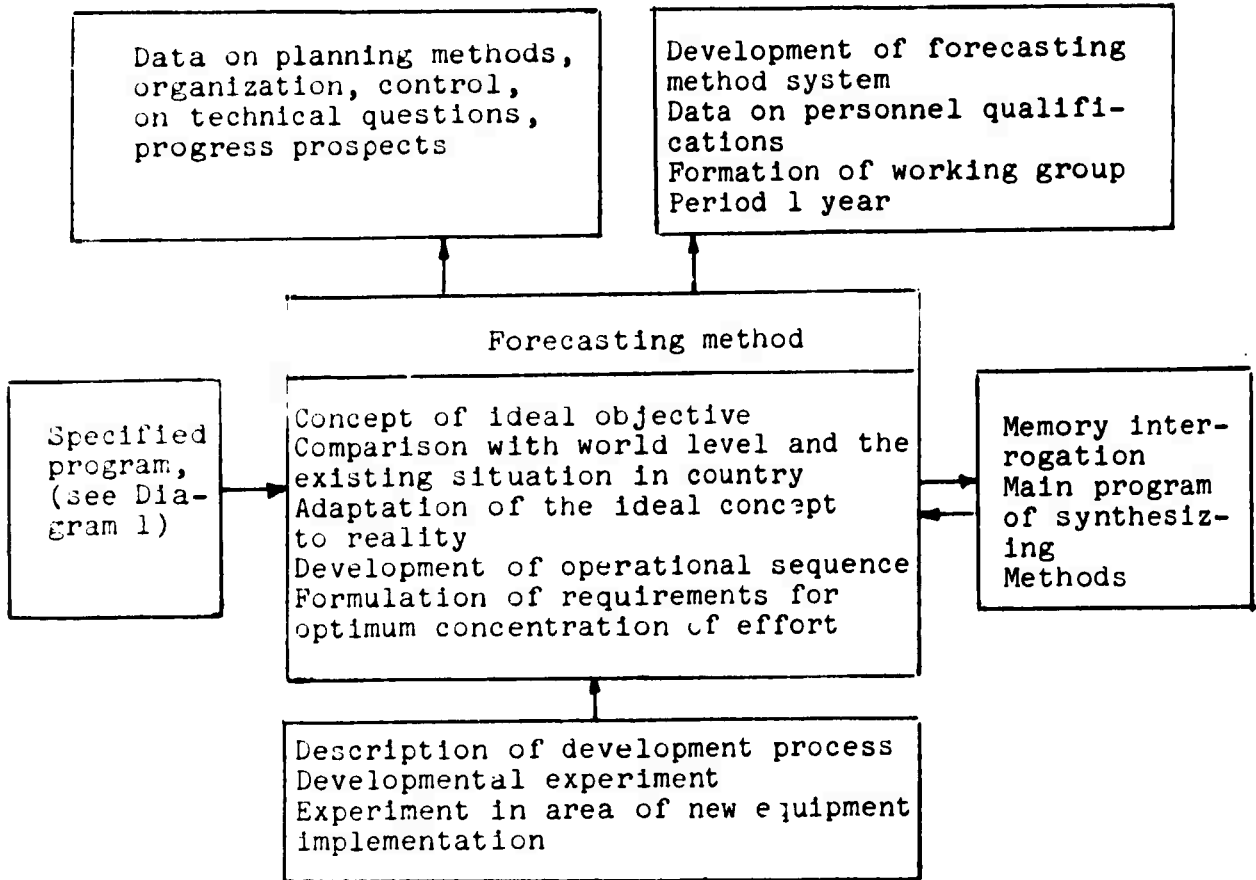 Data on planning methods,
organization, control,
on technical questions,
progress prospects
Development of forecasting
method system
Data on personnel qualifi-
cations
Formation of working group
Period 1 year
Forecasting method
Specified
program,
(see Dia-
gram 1)
Concept of ideal objective
Comparison with world level and the
existing situation in country
Adaptation of the ideal concept
to reality
Development of operational sequence
Formulation of requirements for
optimum concentration of effort
Memory inter-
rogation
Main program
of synthesiz-
ing
Methods
Description of development process
Developmental experiment
Experiment in area of new equipment
implementation